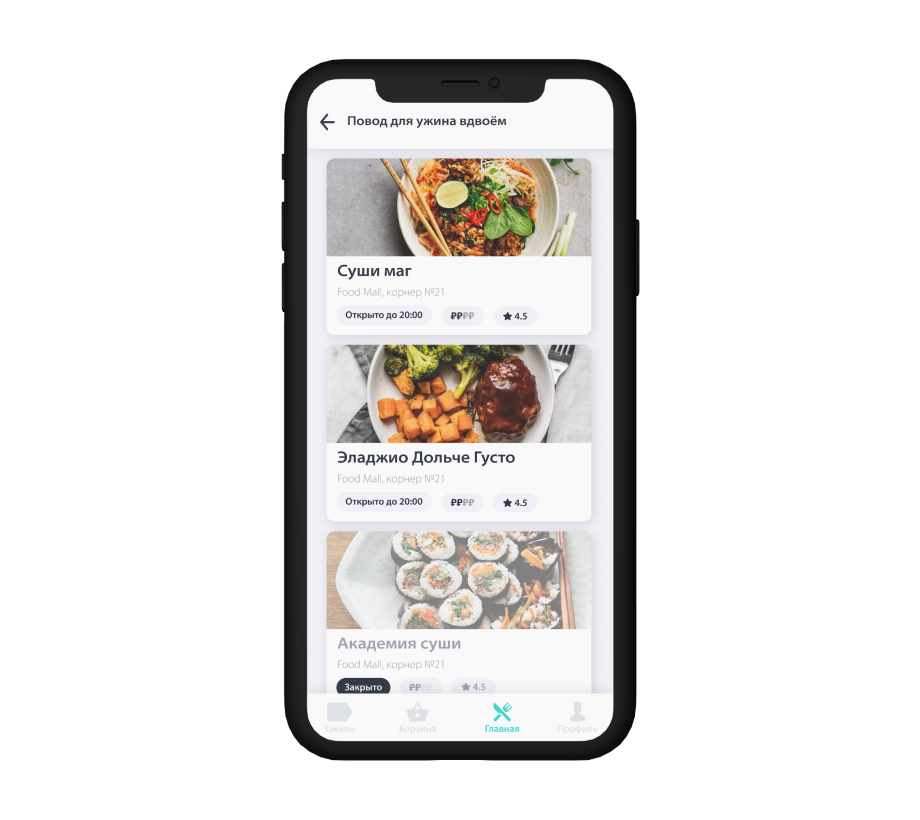 Повод для ужина вдвоём
Суши маг
Food Mall, корнер №21
Открыто до 20:00 ₽₽₽₽ ★ 4.5
Эладжио Дольче Густо
Food Mall, корнер №21
Открыто до 20:00 ₽₽₽₽ ★ 4.5
Академия суши
Food Mall, корнер №21
Закрыто ₽₽₽₽ ★ 4.5
Заказы Корзина Главная Профиль